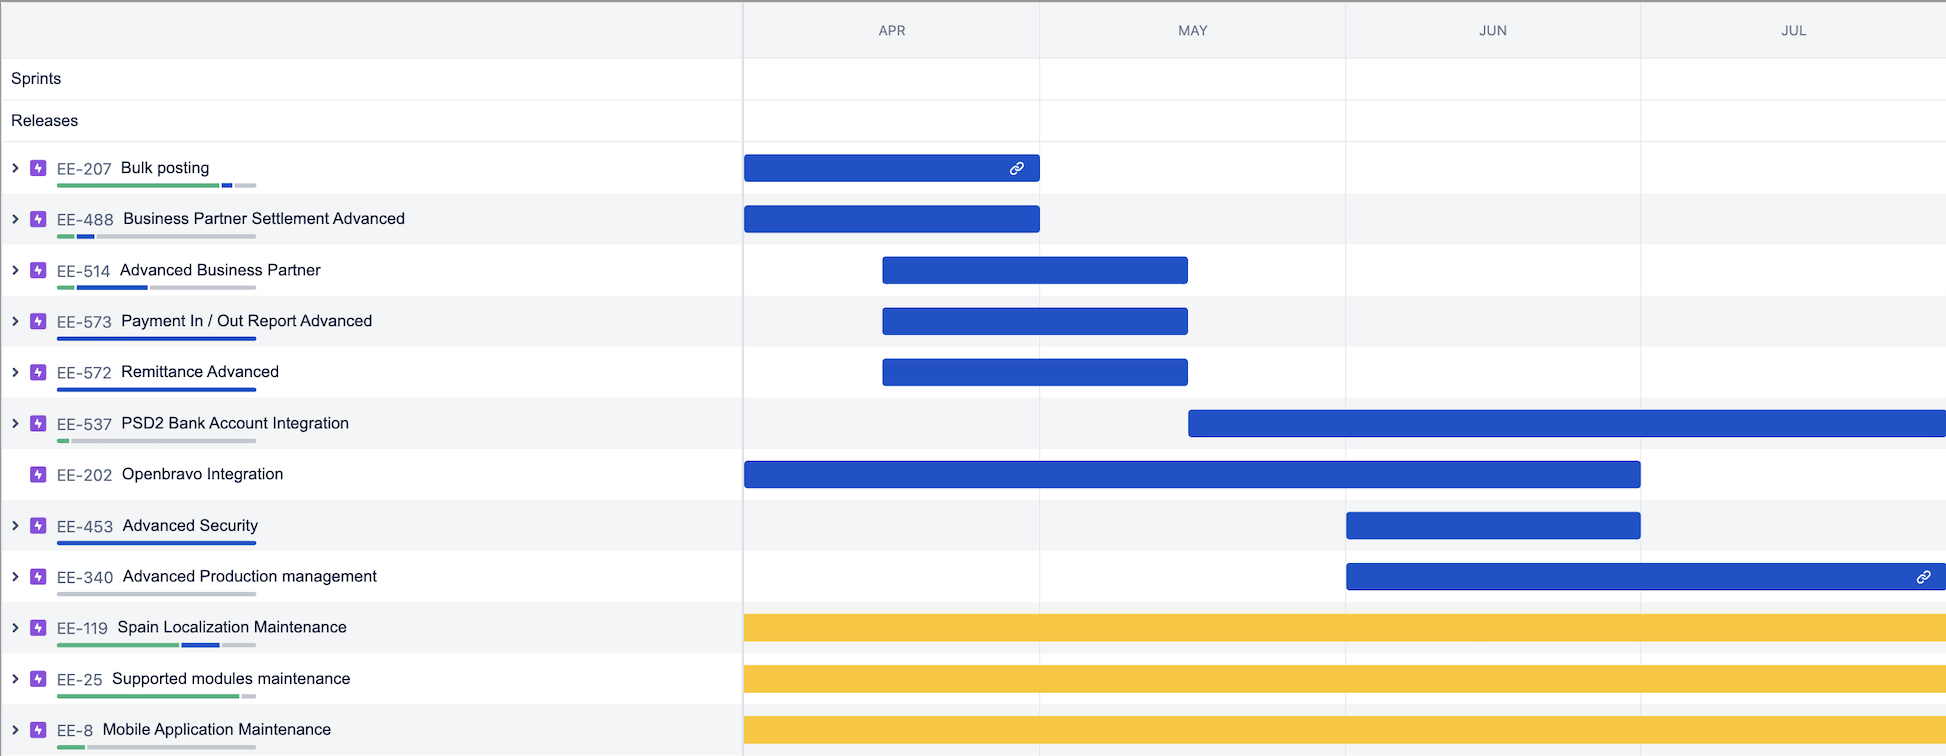 APR MAY JUN JUL
Sprints
Releases
EE-207 Bulk posting
EE-488 Business Partner Settlement Advanced
EE-514 Advanced Business Partner
EE-573 Payment In / Out Report Advanced
EE-572 Remittance Advanced
EE-537 PSD2 Bank Account Integration
EE-202 Openbravo Integration
EE-453 Advanced Security
EE-340 Advanced Production management
EE-119 Spain Localization Maintenance
EE-25 Supported modules maintenance
EE-8 Mobile Application Maintenance